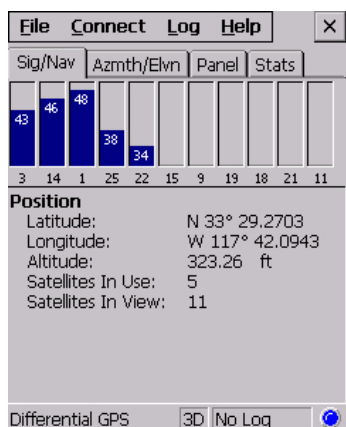 File Connect Log Help X
Sig/Nav Azmth/Elvn Panel Stats
43 46 48 38 34
3 14 1 25 22 15 9 19 18 21 11
Position
Latitude: N 33° 29.2703
Longitude: W 117° 42.0943
Altitude: 323.26 ft
Satellites In Use: 5
Satellites In View: 11
Differential GPS 3D No Log